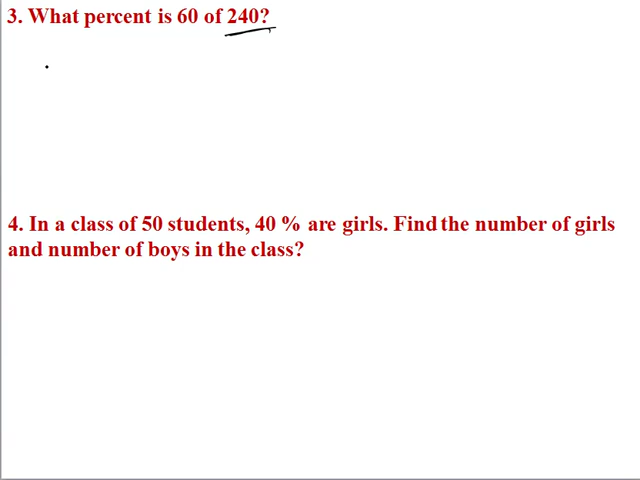 3. What percent is 60 of 240?
4. In a class of 50 students, 40 % are girls. Find the number of girls
and number of boys in the class?